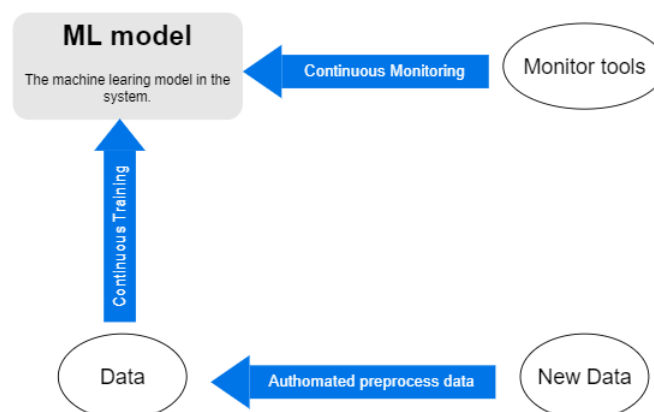 ML model
The machine learing model in the
system.
Continuous Monitoring
Monitor tools
Continuous Training
Data
Authomated preprocess data
New Data